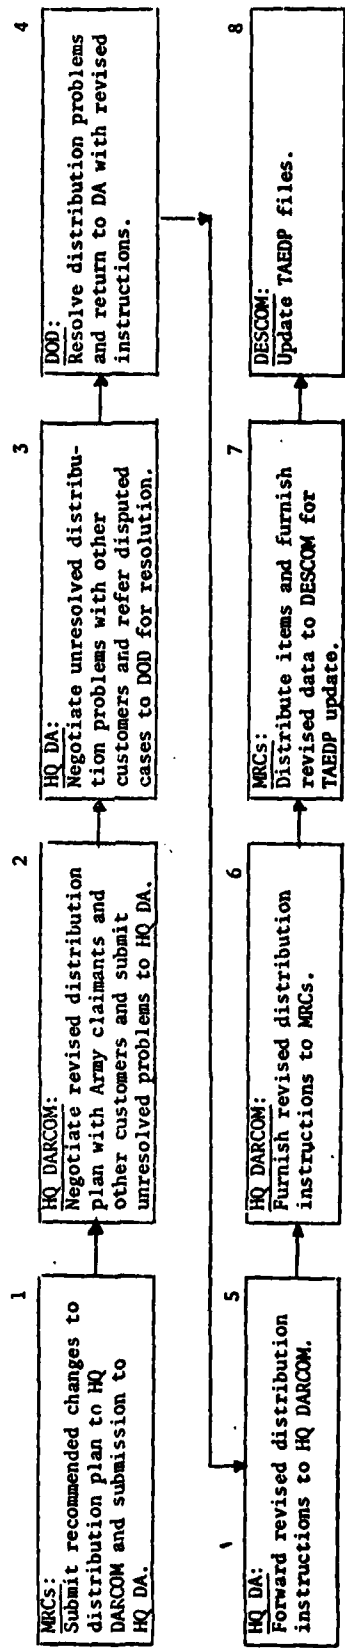 1
MRCs:
Submit recommended changes to
distribution plan to HQ
DARCOM and submission to
HQ DA.
2
HQ DARCOM:
Negotiate revised distribution
plan with Army claimants and
other customers and submit
unresolved problems to HQ DA.
3
HQ DA:
Negotiate unresolved distribu-
tion problems with other
customers and refer disputed
cases to DOD for resolution.
4
DOD:
Resolve distribution problems
and return to DA with revised
instructions.
5
HQ DA:
Forward revised distribution
instructions to HQ DARCOM.
6
HQ DARCOM:
Furnish revised distribution
instructions to MRCs.
7
MRCs:
Distribute items and furnish
revised data to DESCOM for
TAEDP update.
8
DESCOM:
Update TAEDP files.